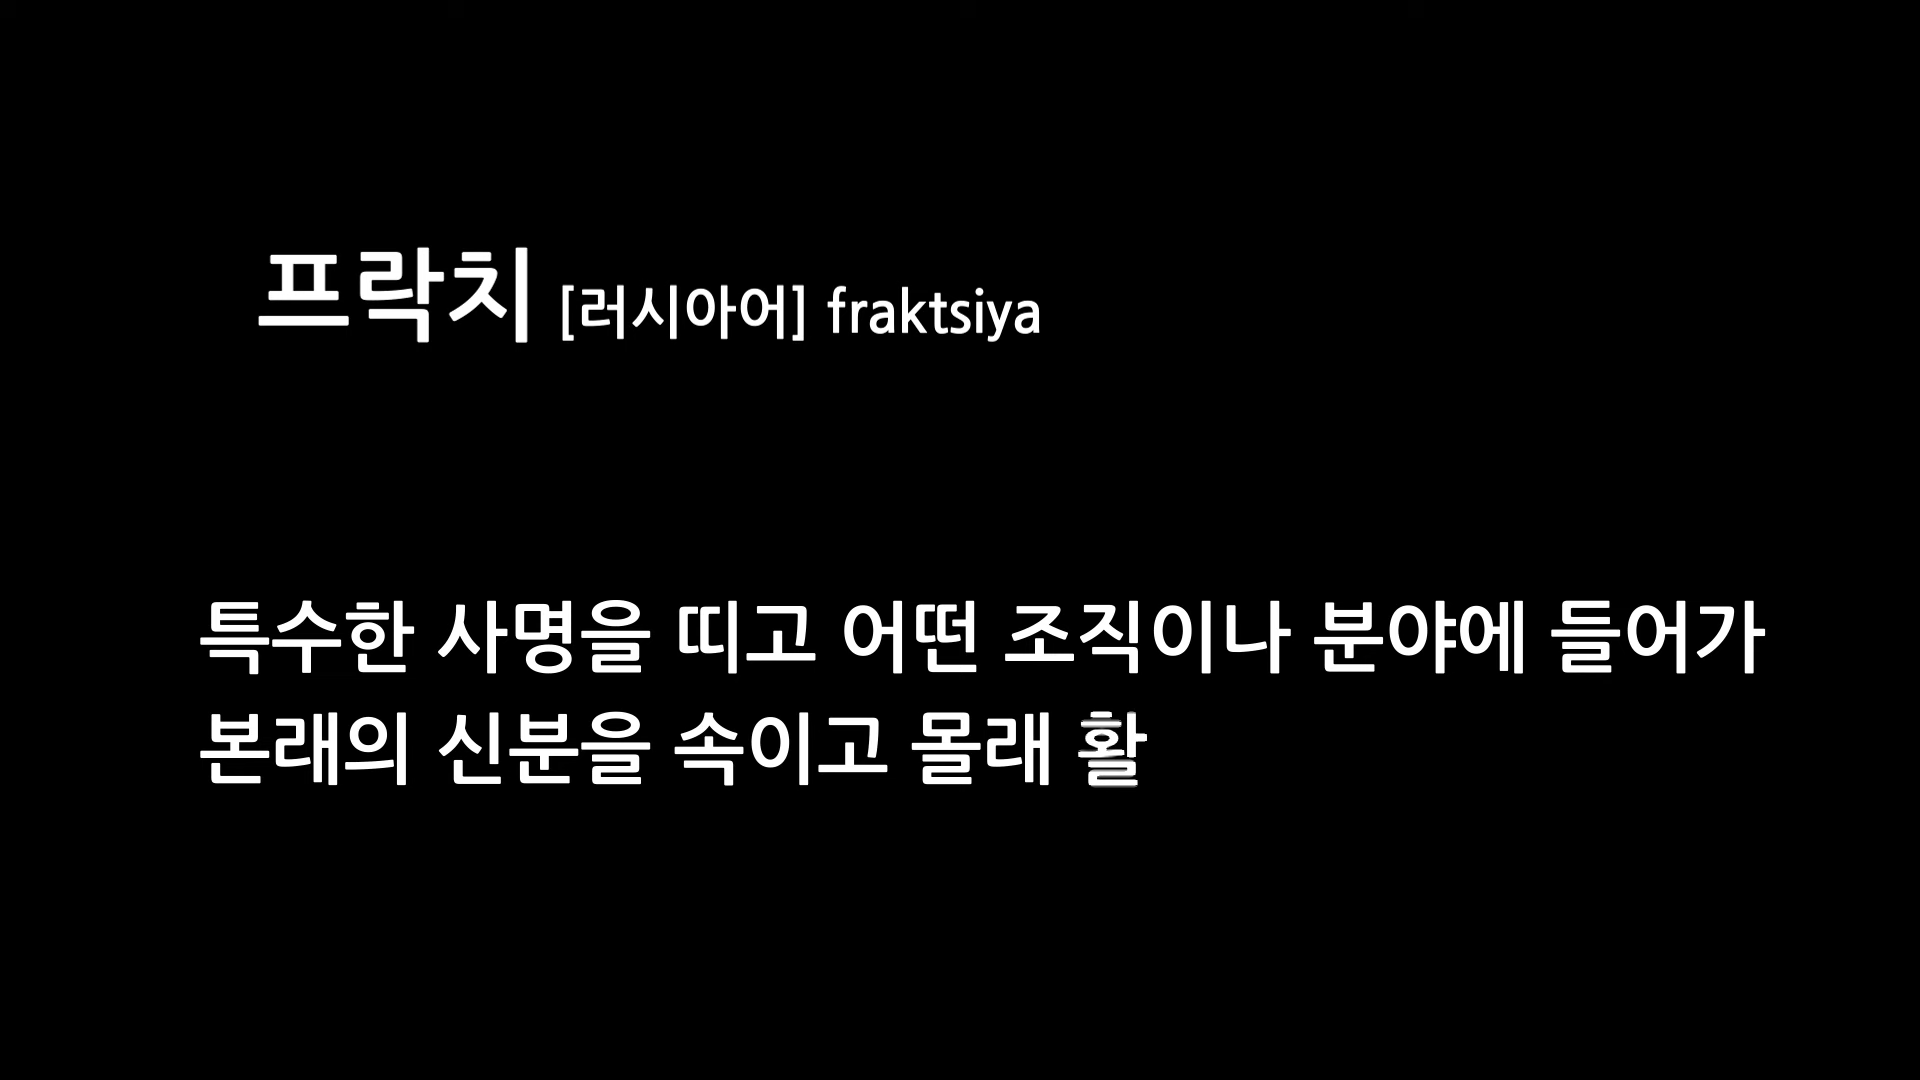 프락치 [러시아어] fraktsiya
특수한 사명을 띠고 어떤 조직이나 분야에 들어가
본래의 신분을 속이고 몰래 활